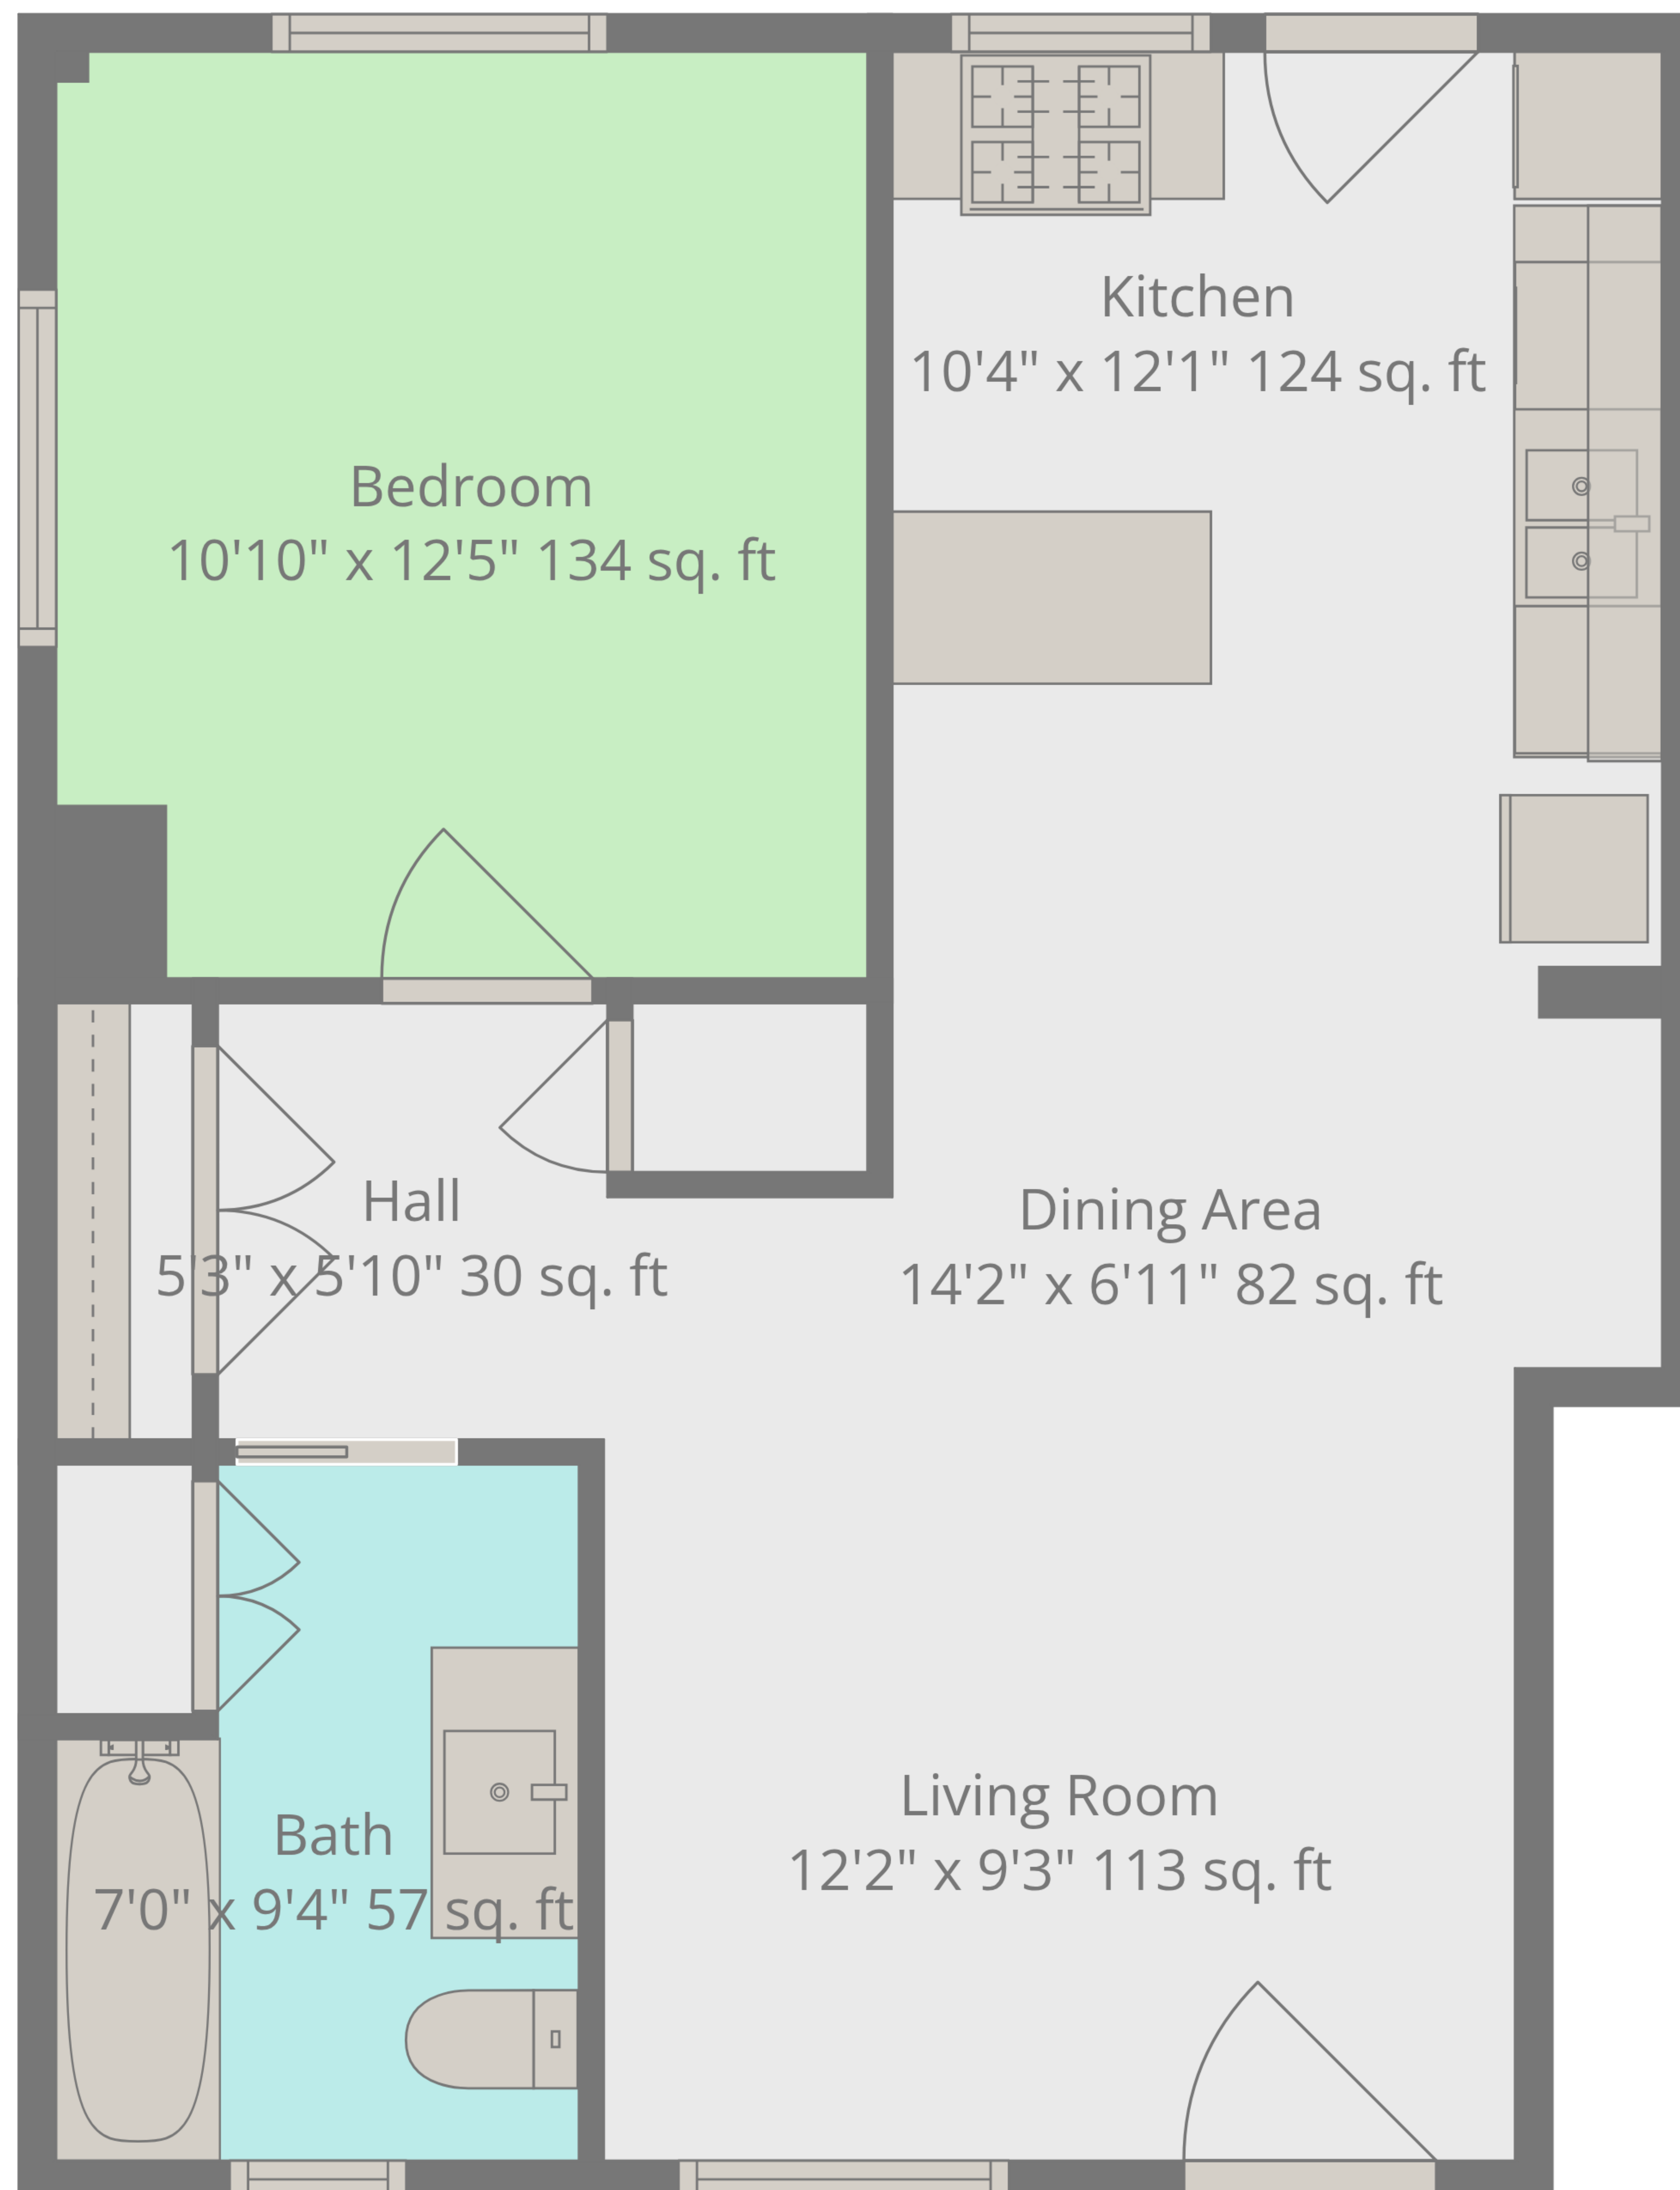 Kitchen
10'4" x 12'1" 124 sq. ft
Bedroom
10'10" x 12'5" 134 sq. ft
Hall
5'3" x 5'10" 30 sq. ft
Dining Area
14'2" x 6'11" 82 sq. ft
Living Room
12'2" x 9'3" 113 sq. ft
Bath
7'0" x 9'4" 57 sq. ft